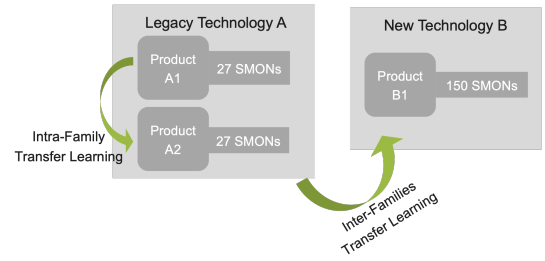 Legacy Technology A
Product
A1
27 SMONs
Product
A2
27 SMONs
Intra-Family
Transfer Learning
New Technology B
Product
B1
150 SMONs
Inter-Families
Transfer Learning